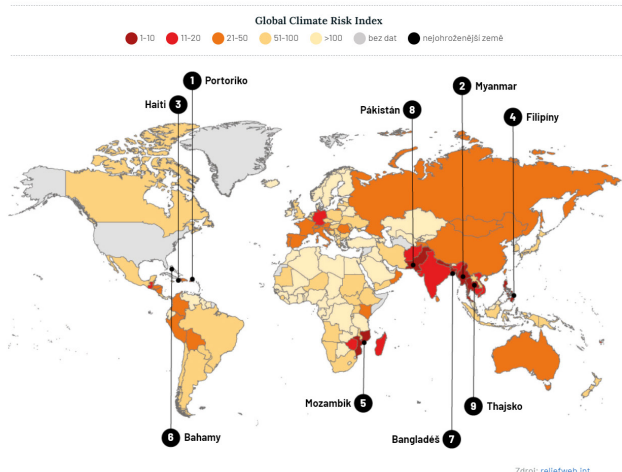 Global Climate Risk Index
1-10 11-20 21-50 51-100 >100 bez dat nejohroženější země
1 Portoriko
2 Myanmar
Haiti 3
Pákistán 8
4 Filipíny
Mozambik 5
9 Thajsko
6 Bahamy
Bangladéš 7
Zdroj: reliefweb.int